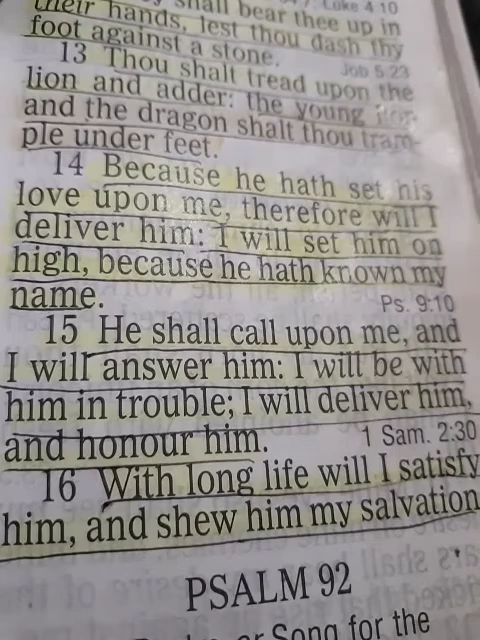 shall bear thee up in Luke 4:10
their hands, lest thou dash thy
foot against a stone.
13 Thou shalt tread upon the Job 5:23
lion and adder: the young
and the dragon shalt thou tram-
ple under feet.
14 Because he hath set his
love upon me, therefore will I
deliver him: I will set him on
high, because he hath known my
name. Ps. 9:10
15 He shall call upon me, and
I will answer him: I will be with
him in trouble; I will deliver him,
and honour him. 1 Sam. 2:30
16 With long life will I satisfy
him, and shew him my salvation
PSALM 92
or Song for the